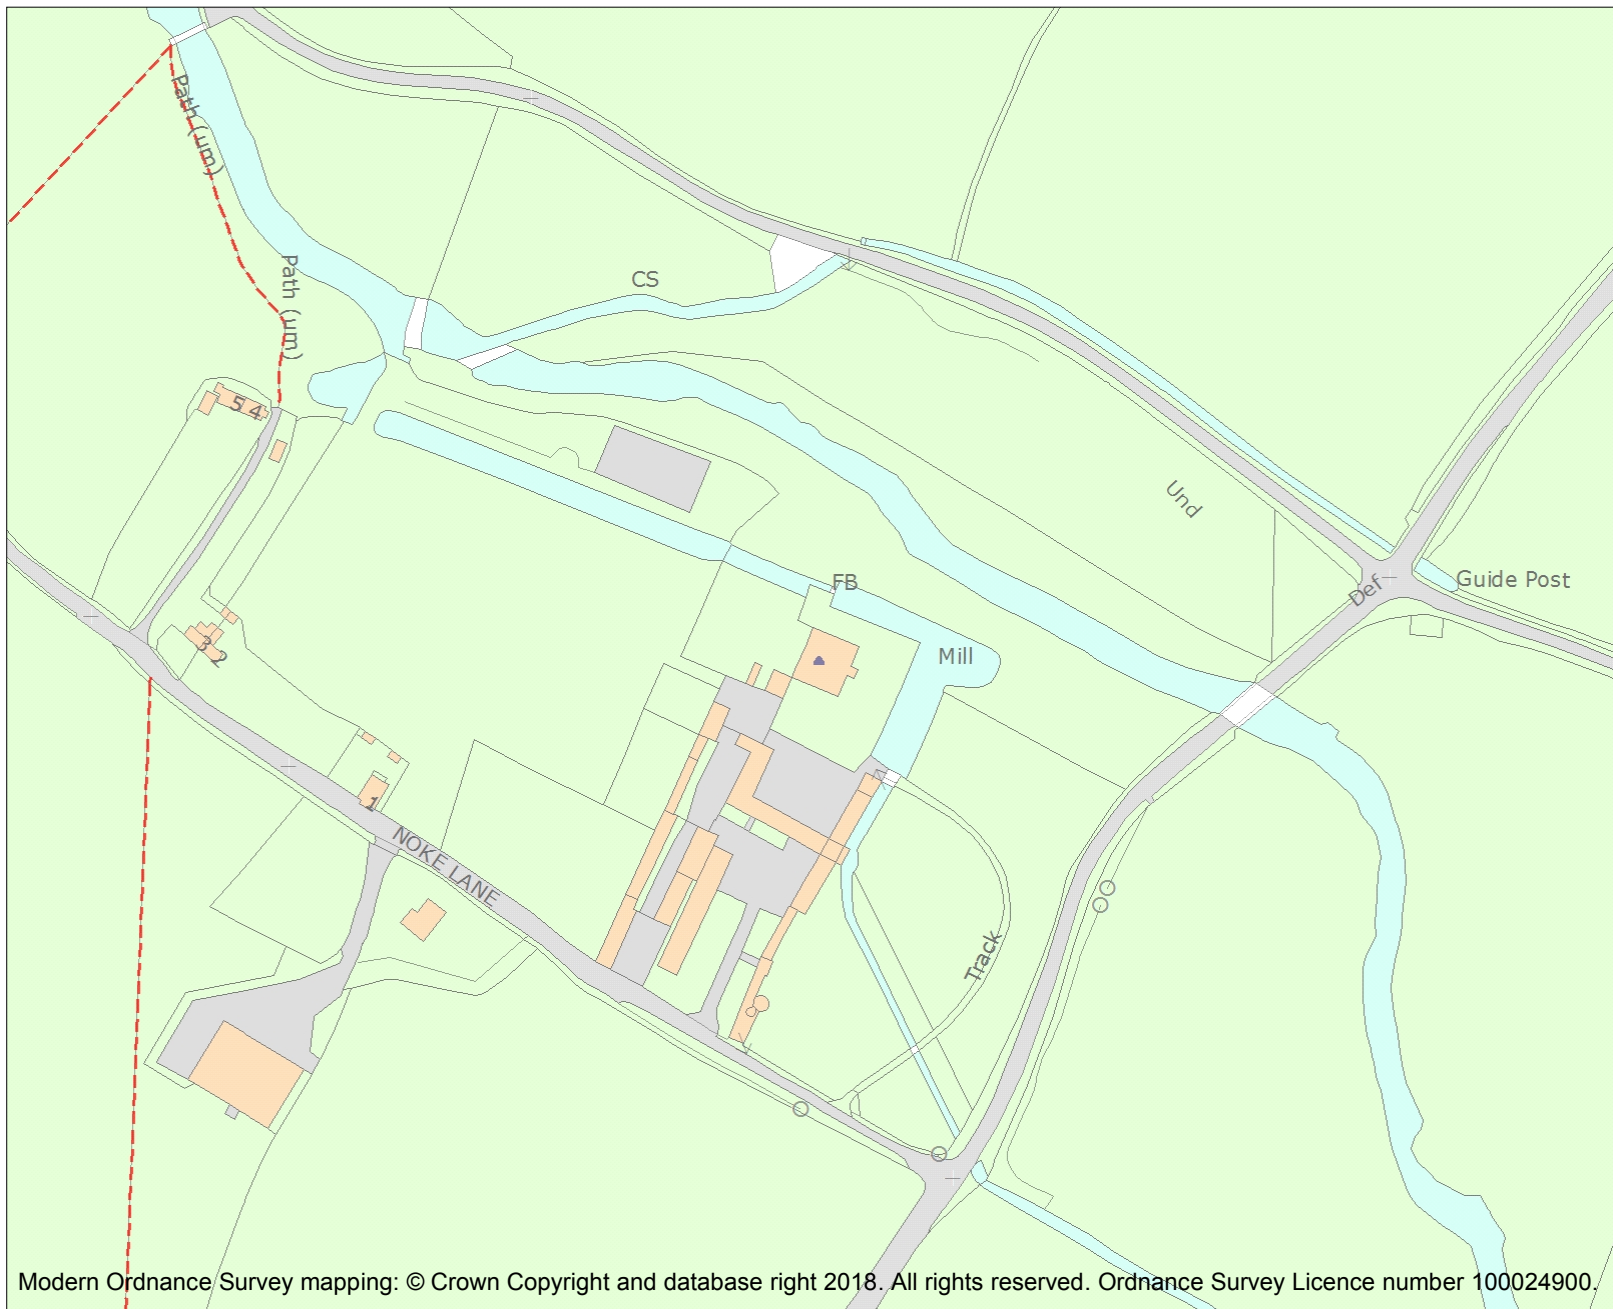 Path (um)
Path (um)
CS
5 4
Und
FB
Def
Guide Post
3 2
Mill
1
NOKE LANE
Track
Modern Ordnance Survey mapping: © Crown Copyright and database right 2018. All rights reserved. Ordnance Survey Licence number 100024900.